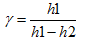 γ = h1 / (h1 − h2)